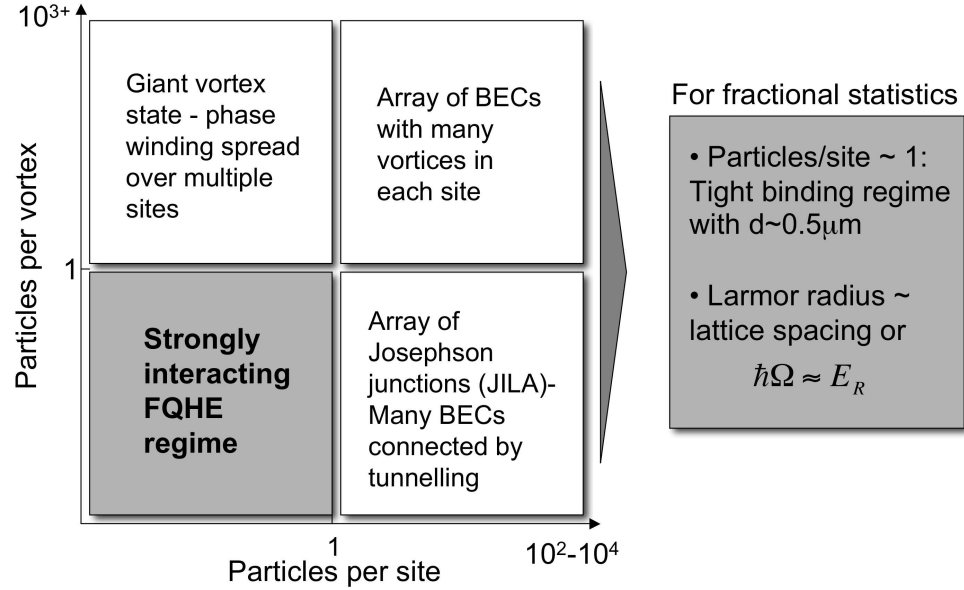 10³⁺
Particles per vortex
1
Giant vortex
state - phase
winding spread
over multiple
sites
Array of BECs
with many
vortices in
each site
Strongly
interacting
FQHE
regime
Array of
Josephson
junctions (JILA)-
Many BECs
connected by
tunnelling
1
10²-10⁴
Particles per site
For fractional statistics
• Particles/site ~ 1:
Tight binding regime
with d~0.5μm
• Larmor radius ~
lattice spacing or
ℏΩ ≈ E_R